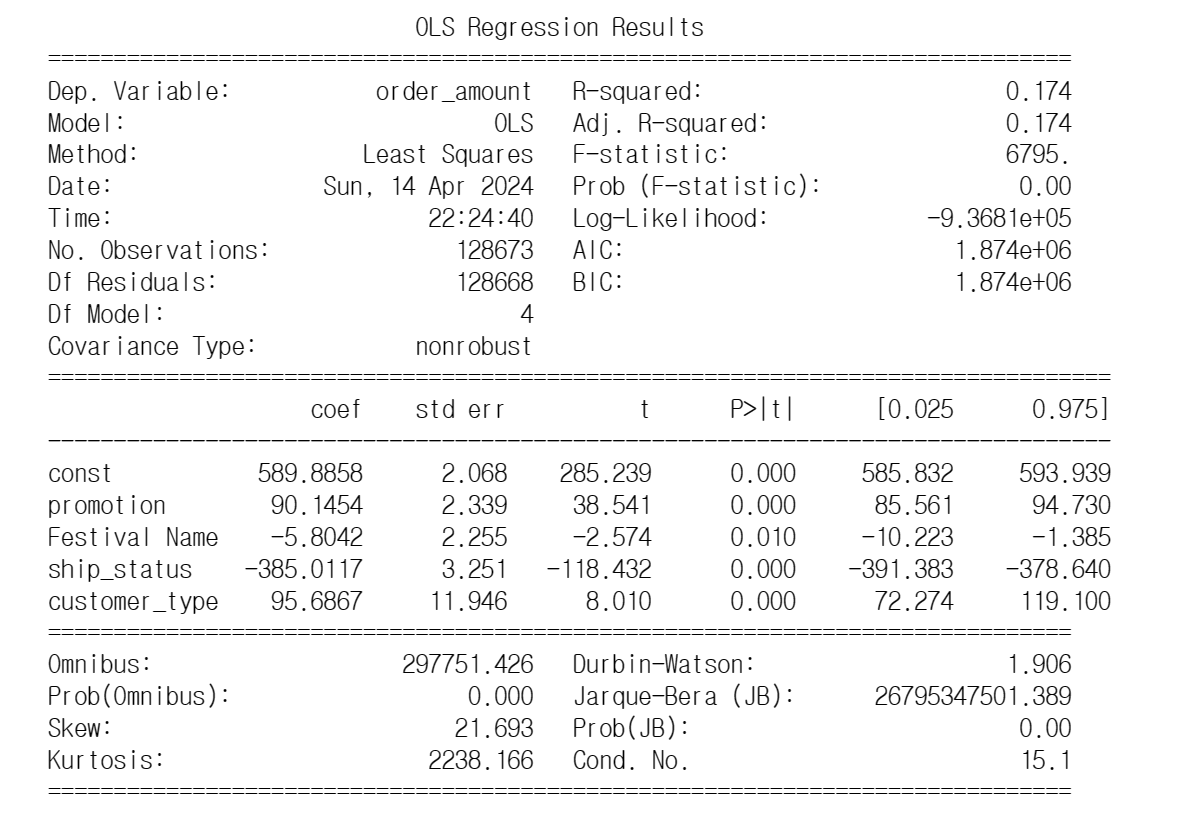 OLS Regression Results
==============================================================================
Dep. Variable: order_amount R-squared: 0.174
Model: OLS Adj. R-squared: 0.174
Method: Least Squares F-statistic: 6795.
Date: Sun, 14 Apr 2024 Prob (F-statistic): 0.00
Time: 22:24:40 Log-Likelihood: -9.3681e+05
No. Observations: 128673 AIC: 1.874e+06
Df Residuals: 128668 BIC: 1.874e+06
Df Model: 4
Covariance Type: nonrobust
=================================================================================
coef std err t P>|t| [0.025 0.975]
---------------------------------------------------------------------------------
const 589.8858 2.068 285.239 0.000 585.832 593.939
promotion 90.1454 2.339 38.541 0.000 85.561 94.730
Festival Name -5.8042 2.255 -2.574 0.010 -10.223 -1.385
ship_status -385.0117 3.251 -118.432 0.000 -391.383 -378.640
customer_type 95.6867 11.946 8.010 0.000 72.274 119.100
==============================================================================
Omnibus: 297751.426 Durbin-Watson: 1.906
Prob(Omnibus): 0.000 Jarque-Bera (JB): 26795347501.389
Skew: 21.693 Prob(JB): 0.00
Kurtosis: 2238.166 Cond. No. 15.1
==============================================================================